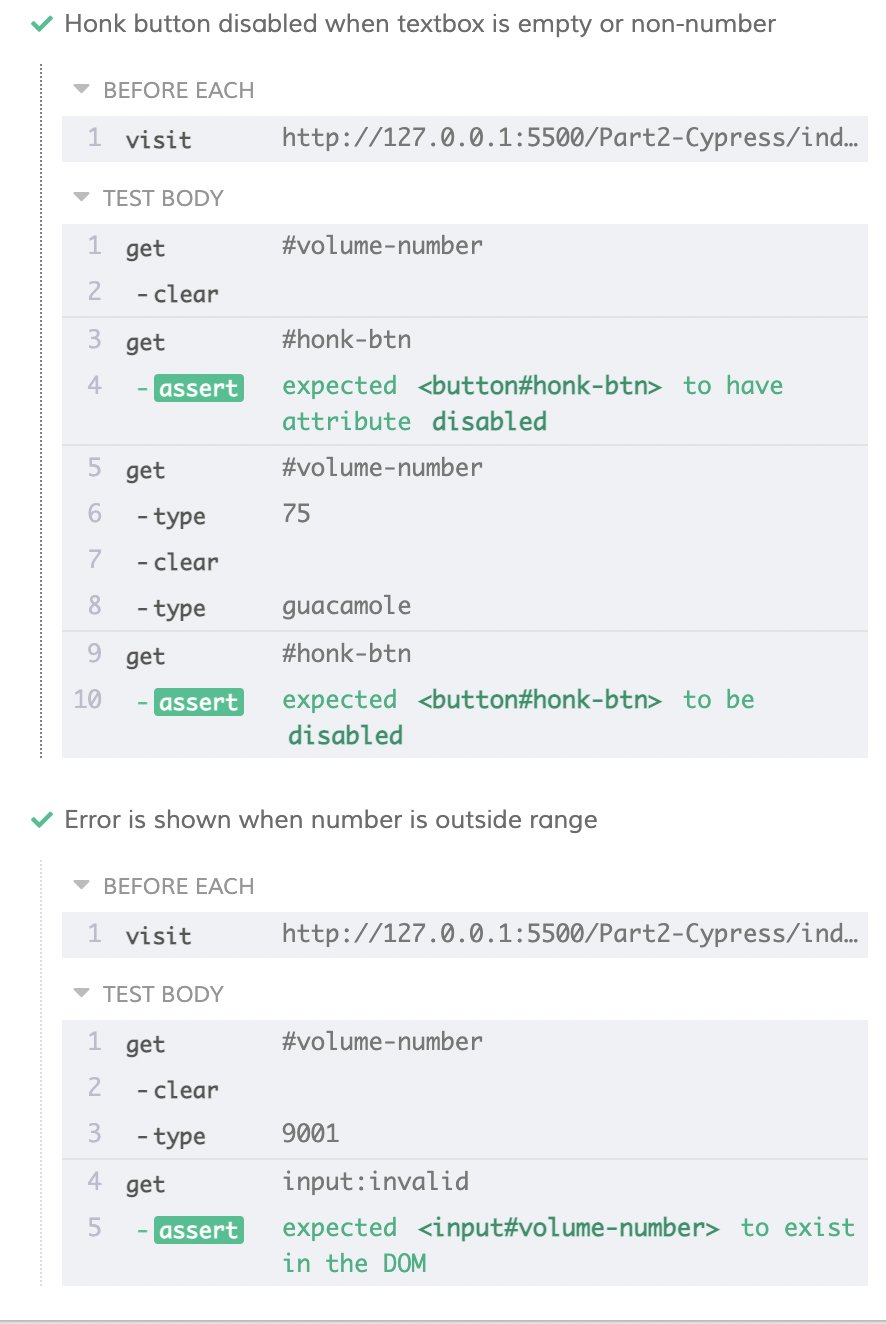 Honk button disabled when textbox is empty or non-number
BEFORE EACH
1 visit http://127.0.0.1:5500/Part2-Cypress/ind…
TEST BODY
1 get #volume-number
2 -clear
3 get #honk-btn
4 -assert expected <button#honk-btn> to have
attribute disabled
5 get #volume-number
6 -type 75
7 -clear
8 -type guacamole
9 get #honk-btn
10 -assert expected <button#honk-btn> to be
disabled
Error is shown when number is outside range
BEFORE EACH
1 visit http://127.0.0.1:5500/Part2-Cypress/ind…
TEST BODY
1 get #volume-number
2 -clear
3 -type 9001
4 get input:invalid
5 -assert expected <input#volume-number> to exist
in the DOM